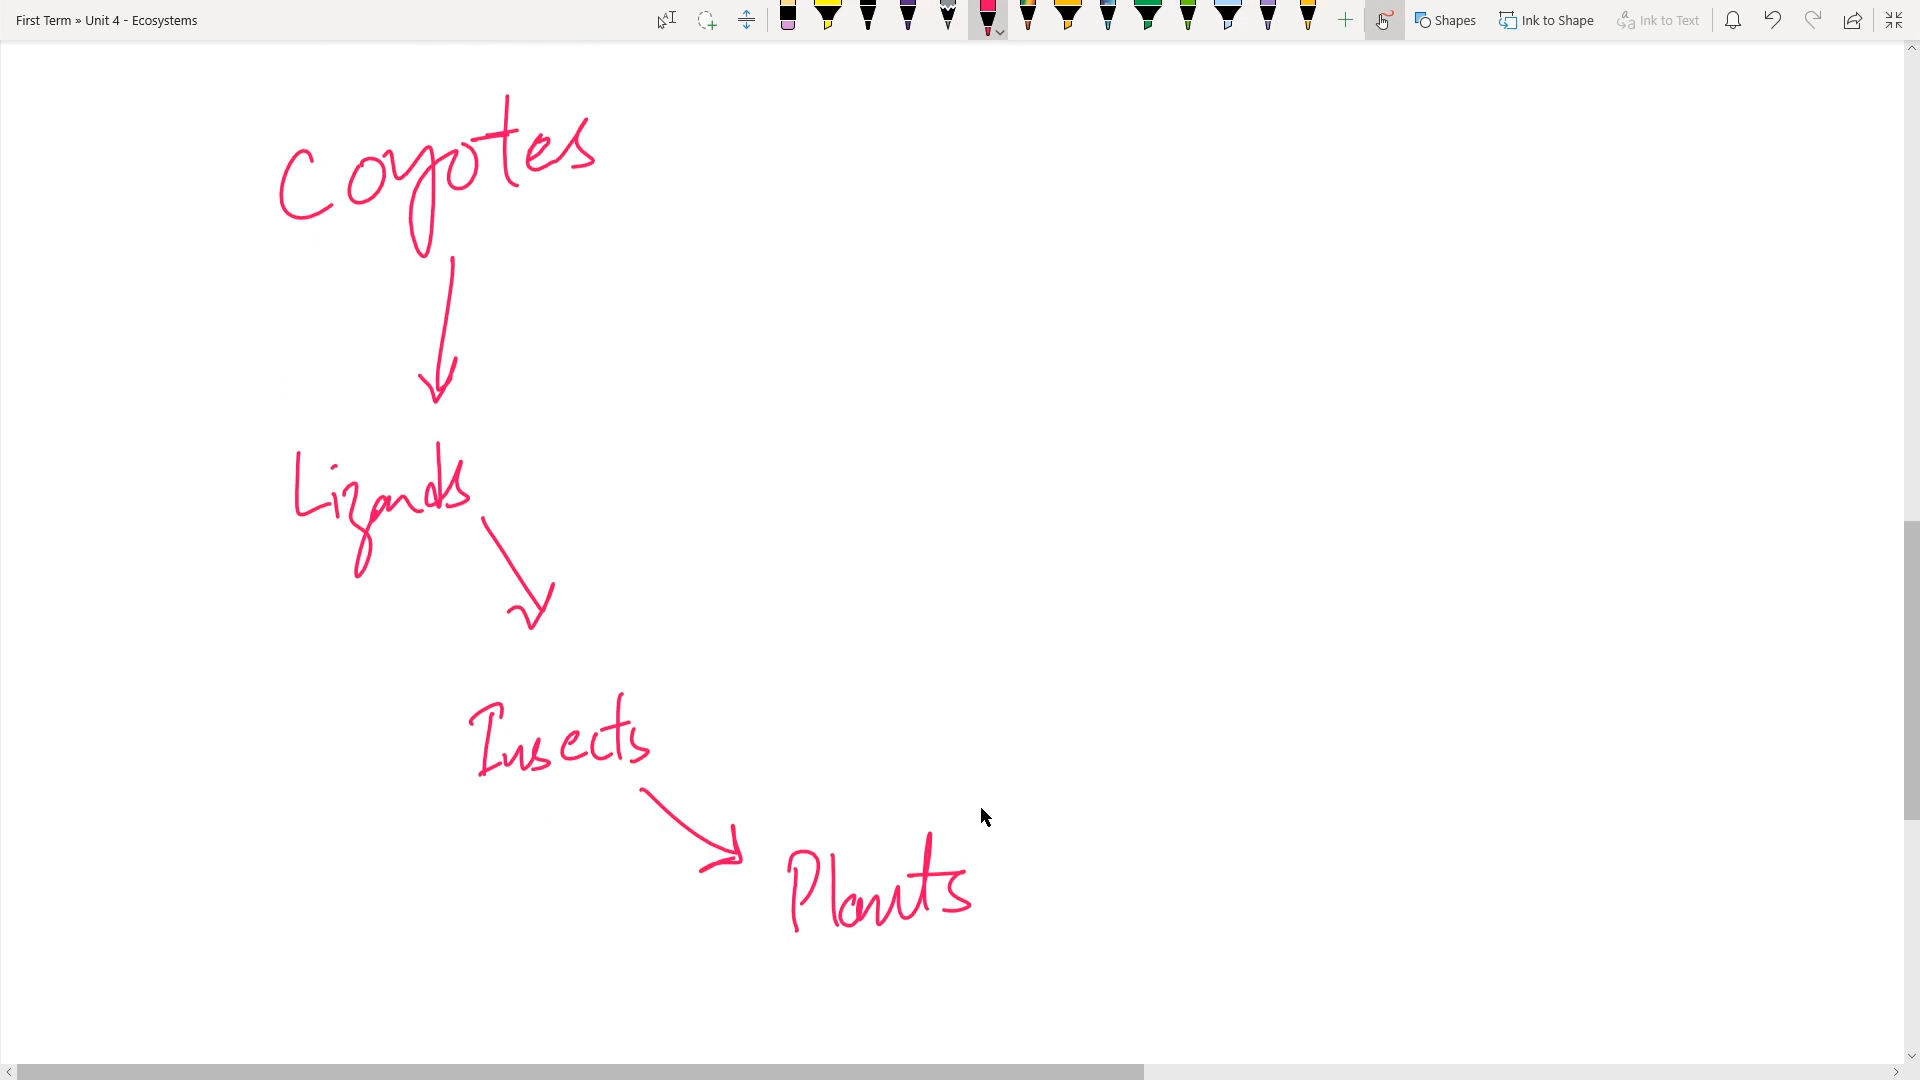 First Term » Unit 4 - Ecosystems
Shapes
Ink to Shape
Ink to Text
Coyotes
Lizards
Insects
Plants